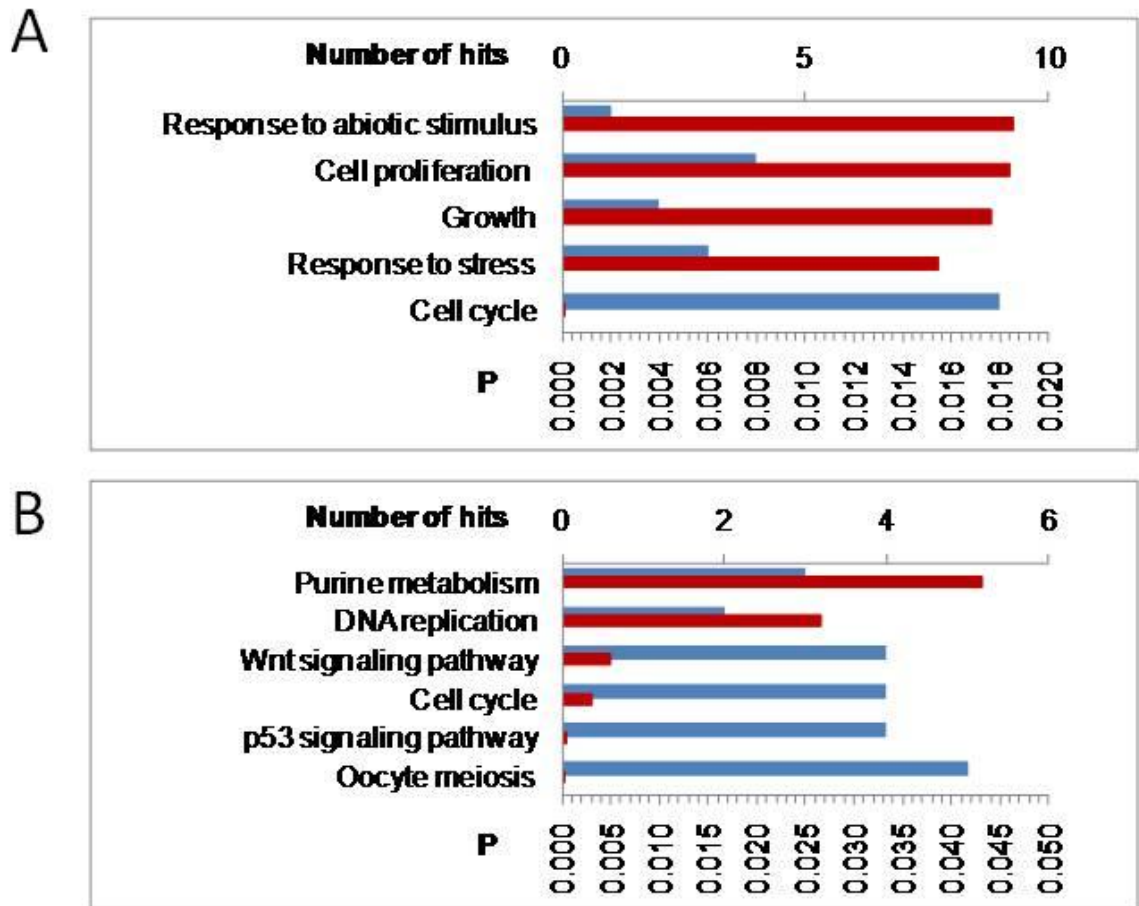 A
Number of hits 0 5 10
Response to abiotic stimulus
Cell proliferation
Growth
Response to stress
Cell cycle
P 0.000 0.002 0.004 0.006 0.008 0.010 0.012 0.014 0.016 0.018 0.020
B
Number of hits 0 2 4 6
Purine metabolism
DNA replication
Wnt signaling pathway
Cell cycle
p53 signaling pathway
Oocyte meiosis
P 0.000 0.005 0.010 0.015 0.020 0.025 0.030 0.035 0.040 0.045 0.050